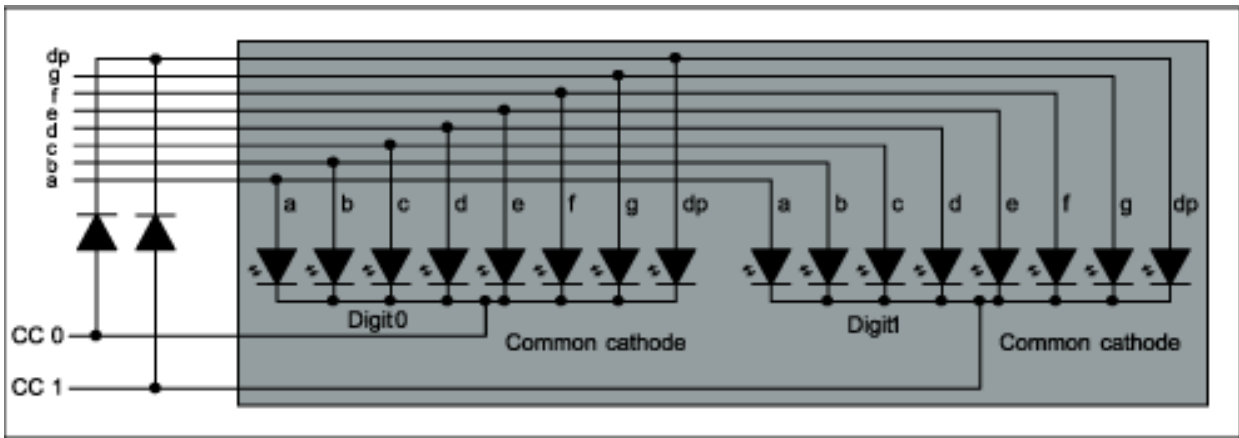 dp
g
f
e
d
c
b
a
a b c d e f g dp a b c d e f g dp
Digit0 Digit1
CC 0 Common cathode Common cathode
CC 1